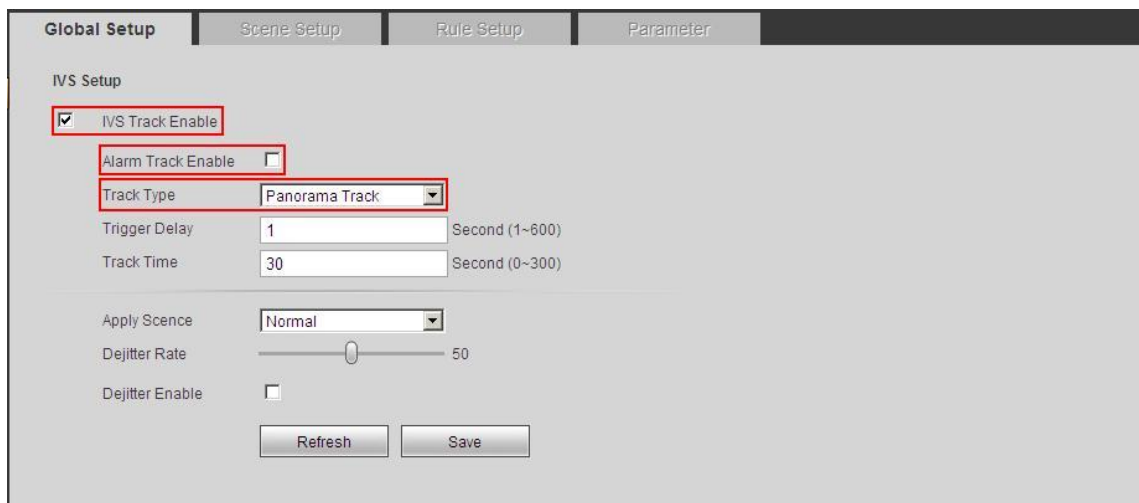 Global Setup Scene Setup Rule Setup Parameter
IVS Setup
IVS Track Enable
Alarm Track Enable
Track Type Panorama Track
Trigger Delay 1 Second (1~600)
Track Time 30 Second (0~300)
Apply Scence Normal
Dejitter Rate 50
Dejitter Enable
Refresh Save